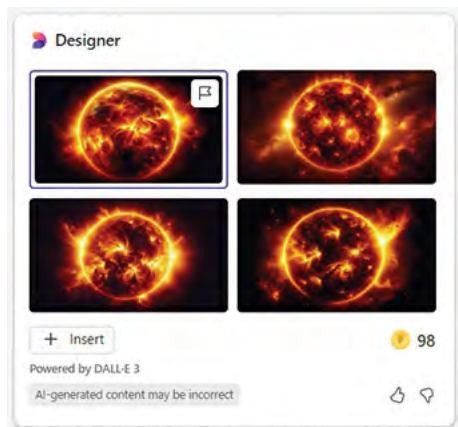 Designer
+ Insert
98
Powered by DALL·E 3
AI-generated content may be incorrect